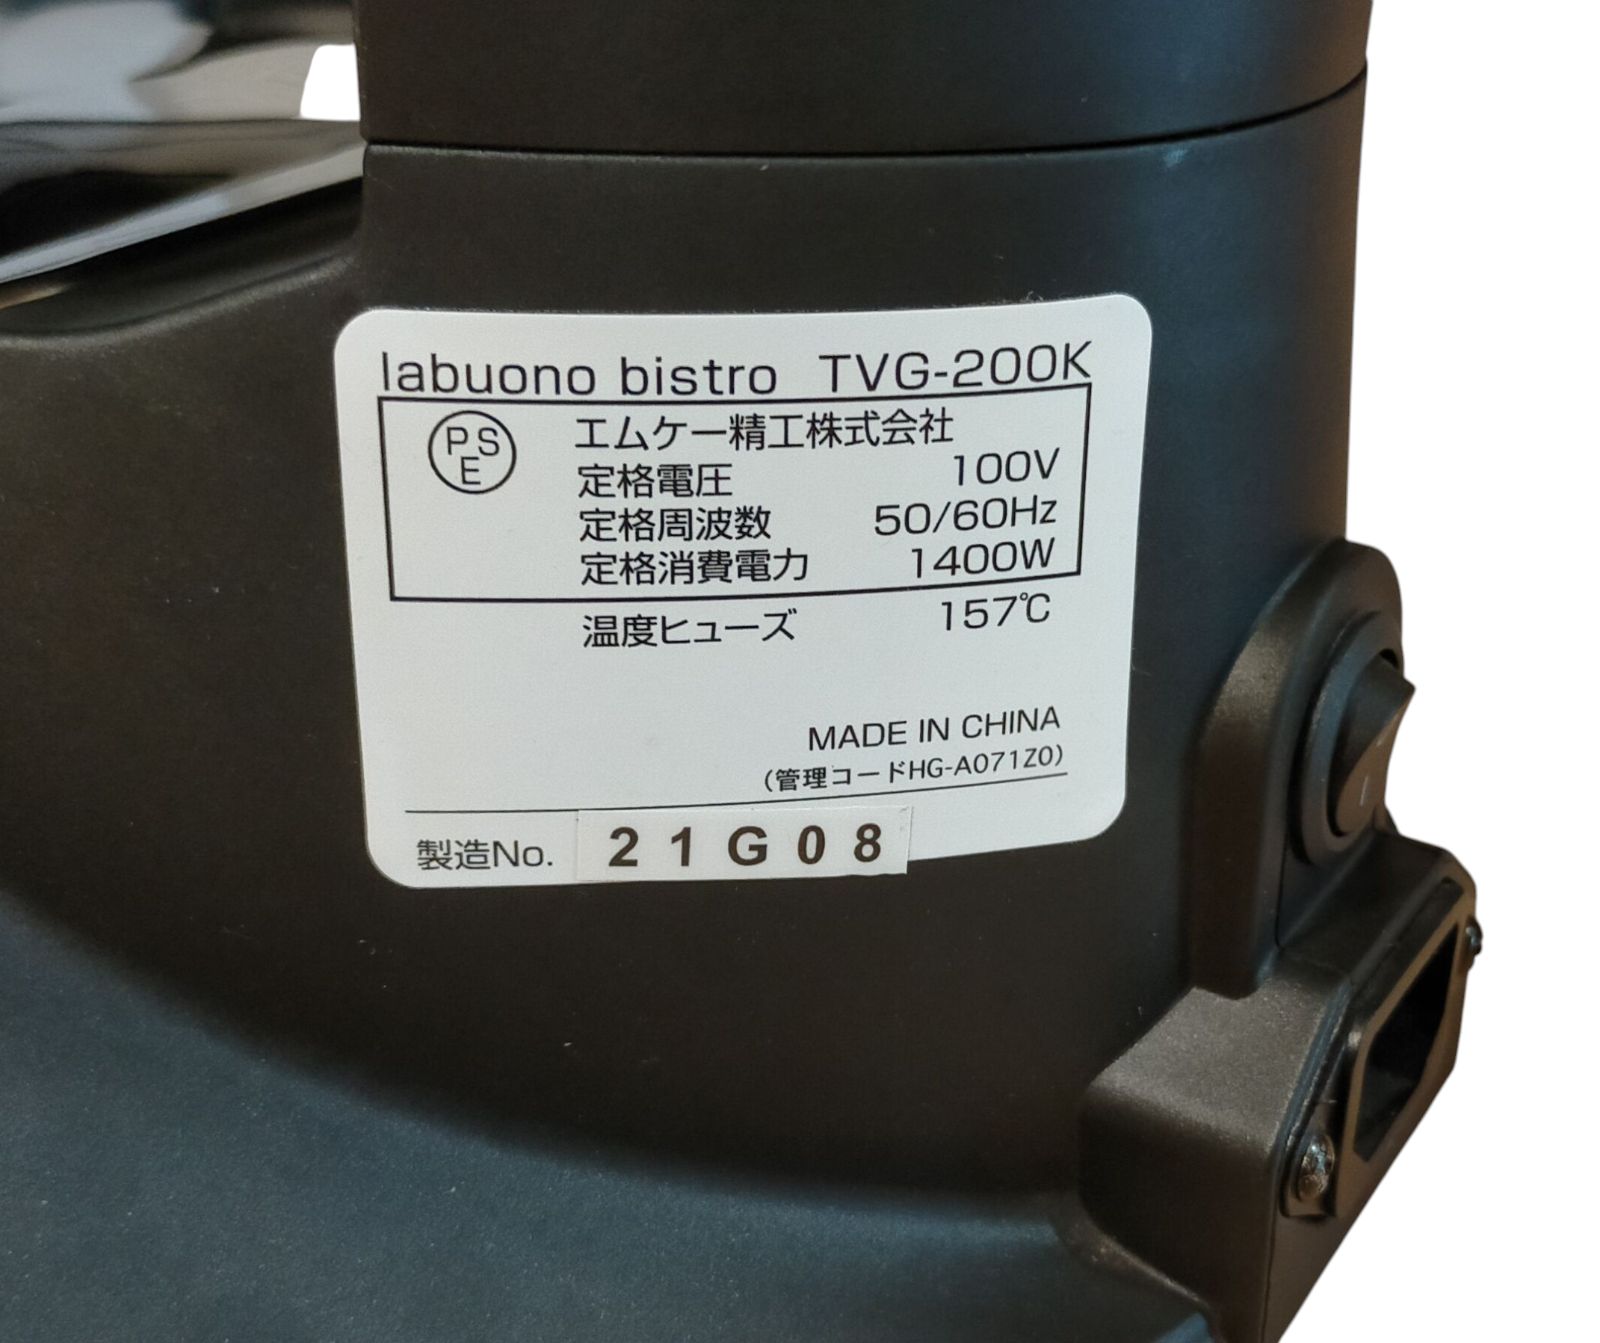 labuono bistro TVG-200K
PSE
エムケー精工株式会社
定格電圧 100V
定格周波数 50/60Hz
定格消費電力 1400W
温度ヒューズ 157℃
MADE IN CHINA
(管理コードHG-A071Z0)
製造No. 21G08